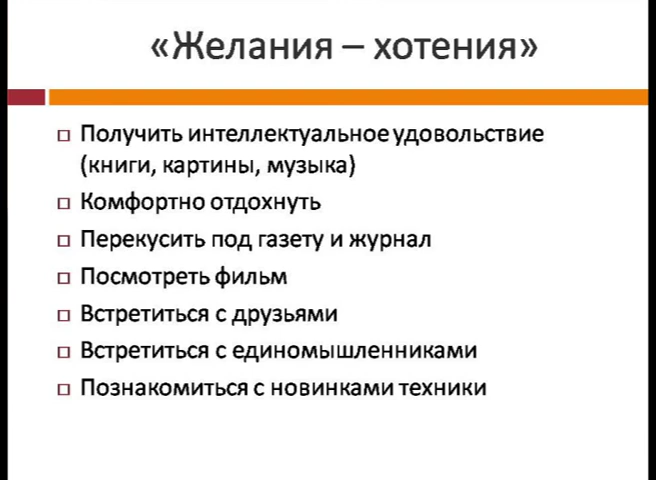 «Желания – хотения»
Получить интеллектуальное удовольствие
(книги, картины, музыка)
Комфортно отдохнуть
Перекусить под газету и журнал
Посмотреть фильм
Встретиться с друзьями
Встретиться с единомышленниками
Познакомиться с новинками техники